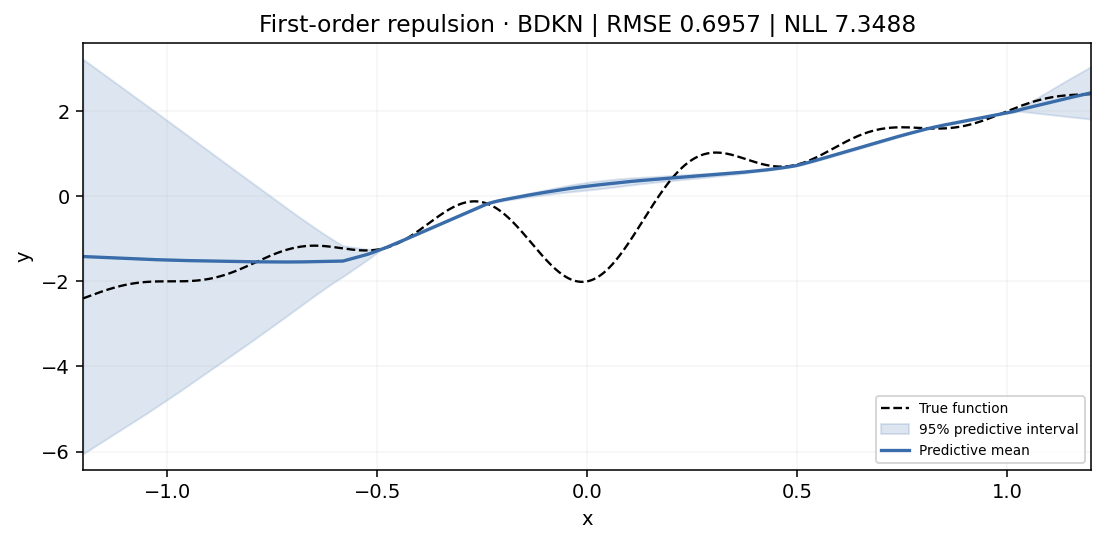 First-order repulsion · BDKN | RMSE 0.6957 | NLL 7.3488
y
2
0
−2
−4
−6
True function
95% predictive interval
Predictive mean
−1.0 −0.5 0.0 0.5 1.0
x